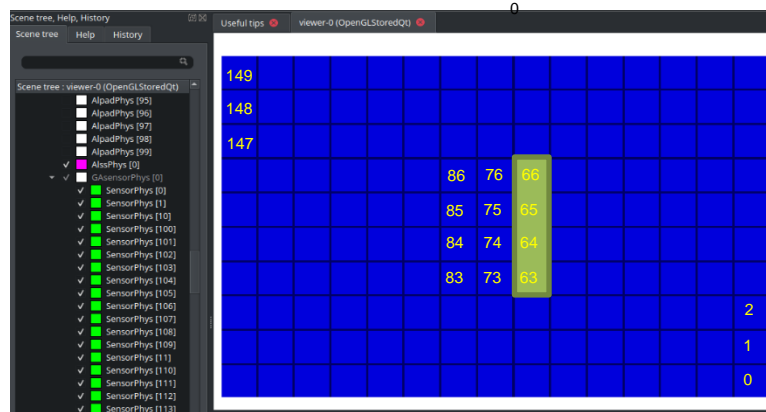 0
Scene tree, Help, History
Useful tips
viewer-0 (OpenGLStoredQt)
Scene tree
Help
History
Scene tree : viewer-0 (OpenGLStoredQt)
AlpadPhys [95]
AlpadPhys [96]
AlpadPhys [97]
AlpadPhys [98]
AlpadPhys [99]
AlssPhys [0]
GAsensorPhys [0]
SensorPhys [0]
SensorPhys [1]
SensorPhys [10]
SensorPhys [100]
SensorPhys [101]
SensorPhys [102]
SensorPhys [103]
SensorPhys [104]
SensorPhys [105]
SensorPhys [106]
SensorPhys [107]
SensorPhys [108]
SensorPhys [109]
SensorPhys [11]
SensorPhys [110]
SensorPhys [111]
SensorPhys [112]
SensorPhys [113]
149
148
147
86 76 66
85 75 65
84 74 64
83 73 63
2
1
0